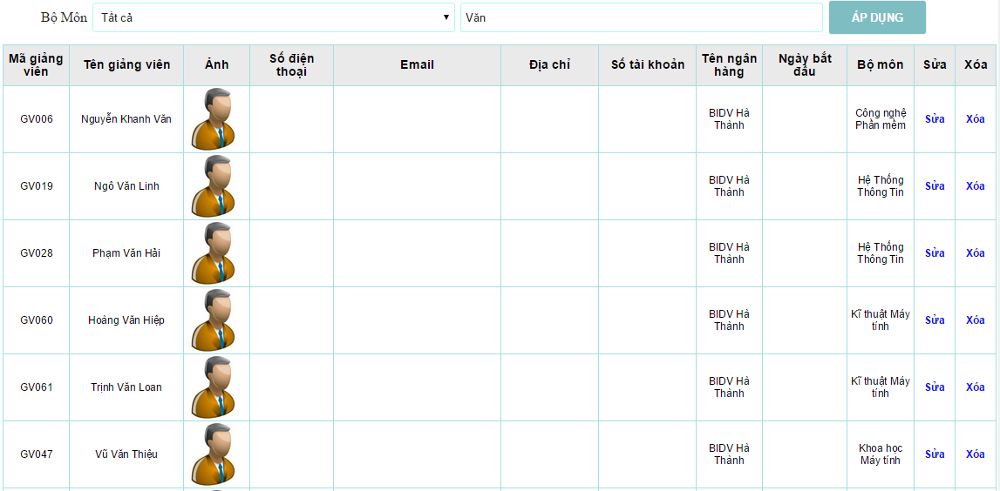 Bộ Môn Tất cả Văn ÁP DỤNG
Mã giảng viên Tên giảng viên Ảnh Số điện thoại Email Địa chỉ Số tài khoản Tên ngân hàng Ngày bắt đầu Bộ môn Sửa Xóa
GV006 Nguyễn Khanh Văn BIDV Hà Thành Công nghệ Phần mềm Sửa Xóa
GV019 Ngô Văn Linh BIDV Hà Thành Hệ Thống Thông Tin Sửa Xóa
GV028 Phạm Văn Hải BIDV Hà Thành Hệ Thống Thông Tin Sửa Xóa
GV060 Hoàng Văn Hiệp BIDV Hà Thành Kĩ thuật Máy tính Sửa Xóa
GV061 Trịnh Văn Loan BIDV Hà Thành Kĩ thuật Máy tính Sửa Xóa
GV047 Vũ Văn Thiệu BIDV Hà Thành Khoa học Máy tính Sửa Xóa